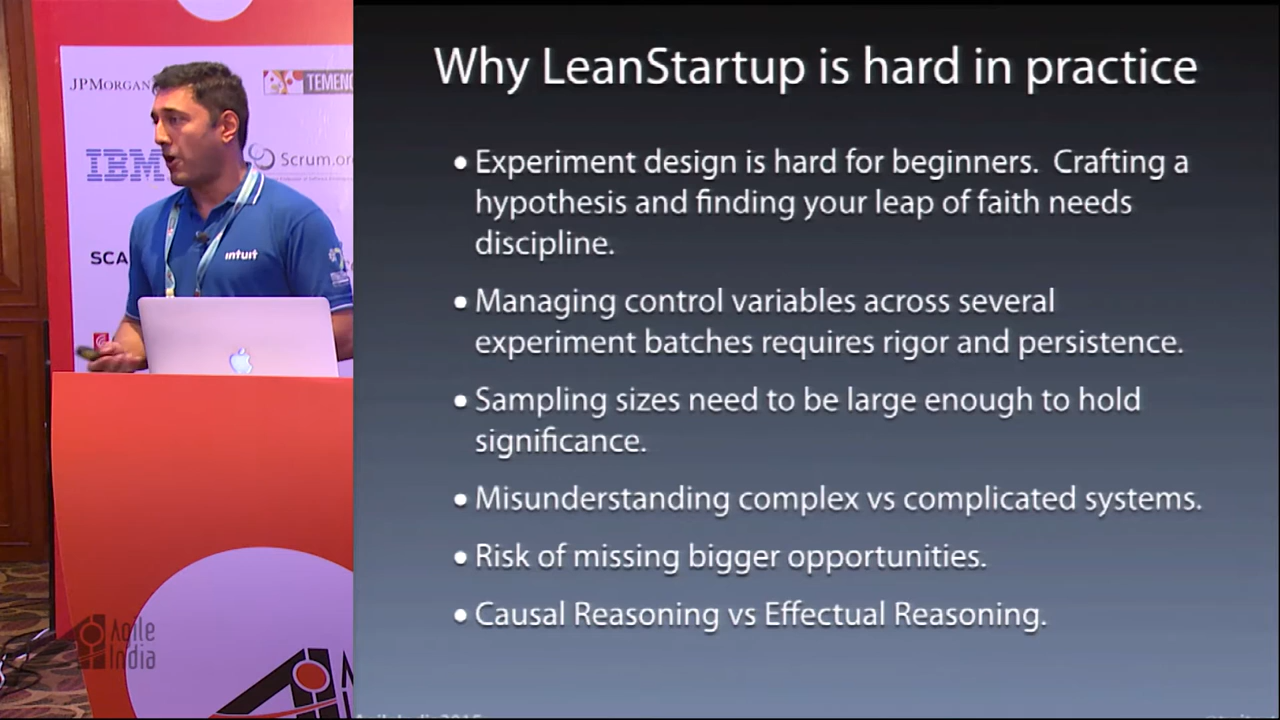 Why LeanStartup is hard in practice
• Experiment design is hard for beginners. Crafting a
hypothesis and finding your leap of faith needs
discipline.
• Managing control variables across several
experiment batches requires rigor and persistence.
• Sampling sizes need to be large enough to hold
significance.
• Misunderstanding complex vs complicated systems.
• Risk of missing bigger opportunities.
• Causal Reasoning vs Effectual Reasoning.
JPMORGAN
TEMENO
IBM
Scrum.org
SCA
intuit
Agile
India